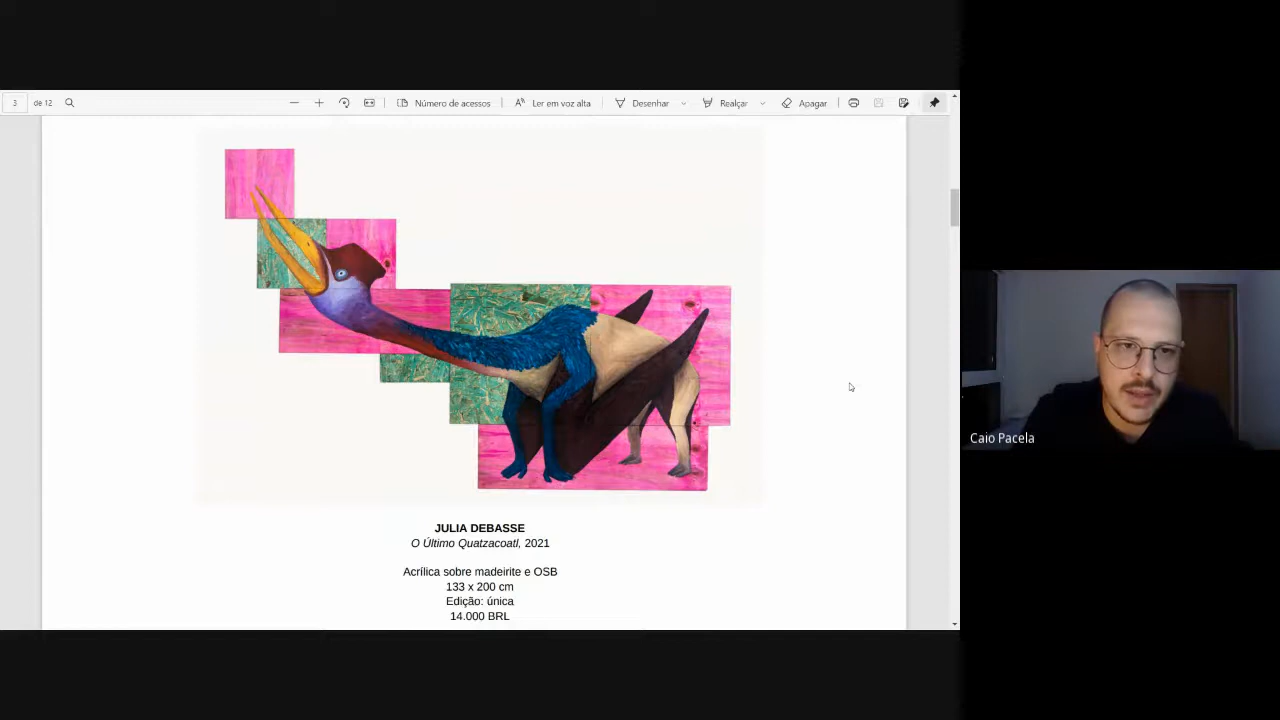 3 de 12 Número de acessos Ler em voz alta Desenhar Realçar Apagar
JULIA DEBASSE
O Último Quatzacoatl, 2021
Acrílica sobre madeirite e OSB
133 x 200 cm
Edição: única
14.000 BRL
Caio Pacela